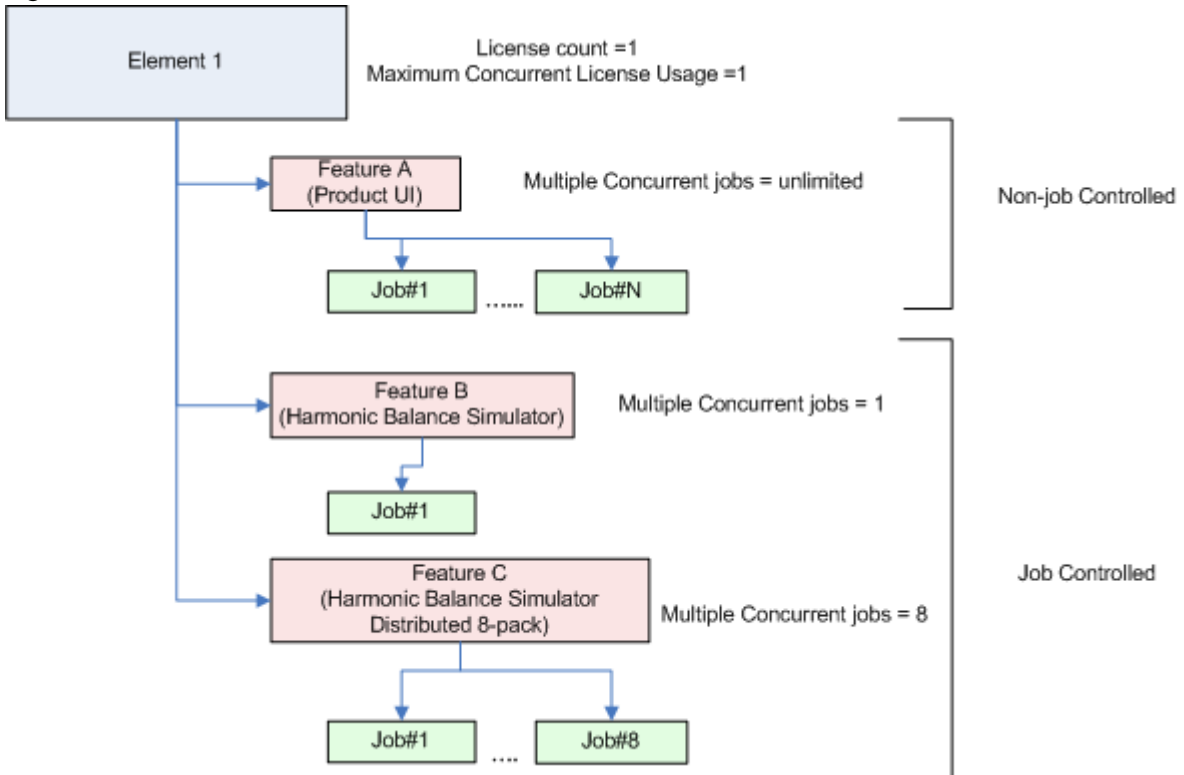 Element 1
License count =1
Maximum Concurrent License Usage =1
Feature A
(Product UI)
Multiple Concurrent jobs = unlimited
Non-job Controlled
Job#1
......
Job#N
Feature B
(Harmonic Balance Simulator)
Multiple Concurrent jobs = 1
Job#1
Feature C
(Harmonic Balance Simulator
Distributed 8-pack)
Multiple Concurrent jobs = 8
Job Controlled
Job#1
....
Job#8